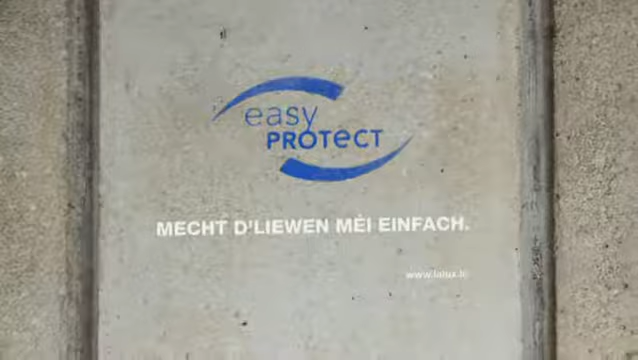 easy
PROTeCT
MECHT D'LIEWEN MÉI EINFACH.
www.lalux.lu